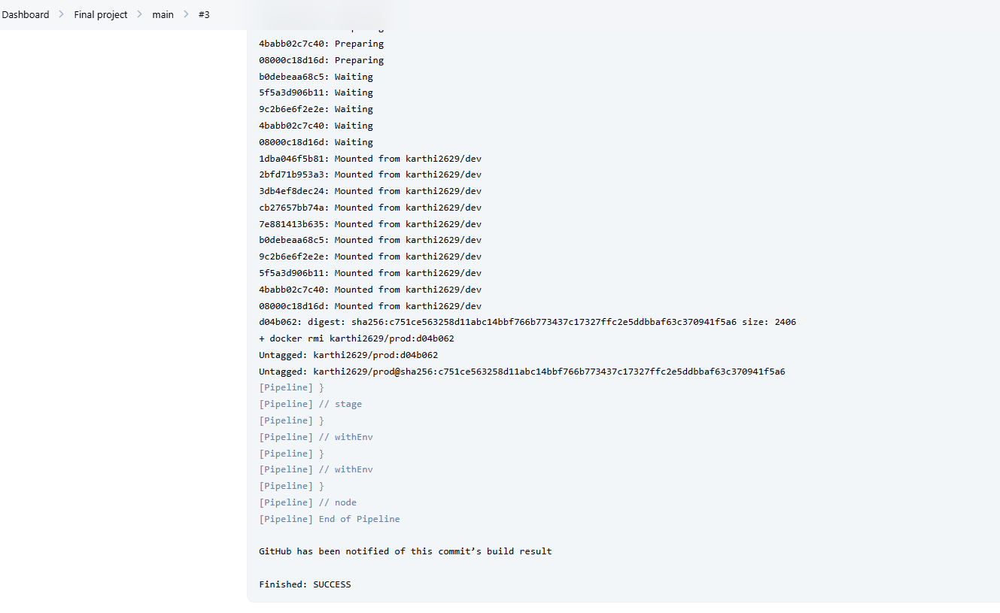 Dashboard > Final project > main > #3
4babb02c7c40: Preparing
08000c18d16d: Preparing
b0debeaa68c5: Waiting
5f5a3d906b11: Waiting
9c2b6e6f2e2e: Waiting
4babb02c7c40: Waiting
08000c18d16d: Waiting
1dba046f5b81: Mounted from karthi2629/dev
2bfd71b953a3: Mounted from karthi2629/dev
3db4ef8dec24: Mounted from karthi2629/dev
cb27657bb74a: Mounted from karthi2629/dev
7e881413b635: Mounted from karthi2629/dev
b0debeaa68c5: Mounted from karthi2629/dev
9c2b6e6f2e2e: Mounted from karthi2629/dev
5f5a3d906b11: Mounted from karthi2629/dev
4babb02c7c40: Mounted from karthi2629/dev
08000c18d16d: Mounted from karthi2629/dev
d04b062: digest: sha256:c751ce563258d11abc14bbf766b773437c17327ffc2e5ddbbaf63c370941f5a6 size: 2406
+ docker rmi karthi2629/prod:d04b062
Untagged: karthi2629/prod:d04b062
Untagged: karthi2629/prod@sha256:c751ce563258d11abc14bbf766b773437c17327ffc2e5ddbbaf63c370941f5a6
[Pipeline] }
[Pipeline] // stage
[Pipeline] }
[Pipeline] // withEnv
[Pipeline] }
[Pipeline] // withEnv
[Pipeline] }
[Pipeline] // node
[Pipeline] End of Pipeline
GitHub has been notified of this commit’s build result
Finished: SUCCESS